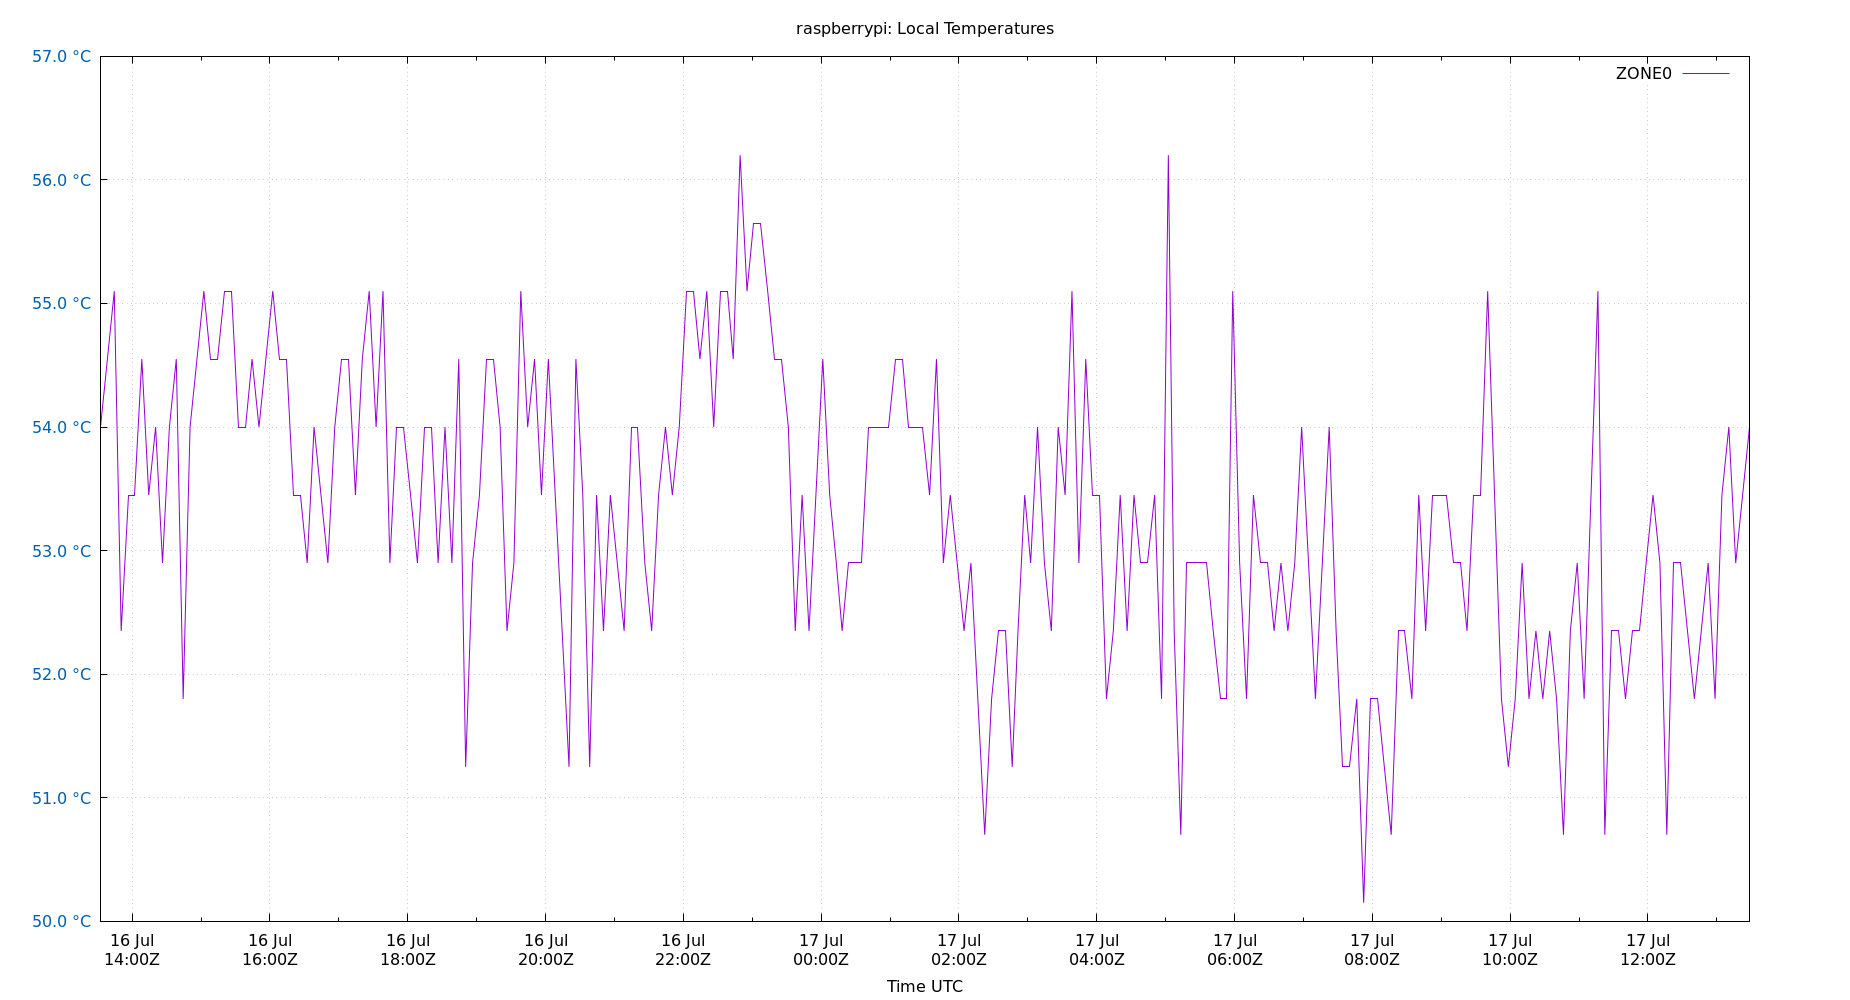 raspberrypi: Local Temperatures
57.0 °C
ZONE0
56.0 °C
55.0 °C
54.0 °C
53.0 °C
52.0 °C
51.0 °C
50.0 °C
16 Jul 16 Jul 16 Jul 16 Jul 16 Jul 17 Jul 17 Jul 17 Jul 17 Jul 17 Jul 17 Jul 17 Jul
14:00Z 16:00Z 18:00Z 20:00Z 22:00Z 00:00Z 02:00Z 04:00Z 06:00Z 08:00Z 10:00Z 12:00Z
Time UTC